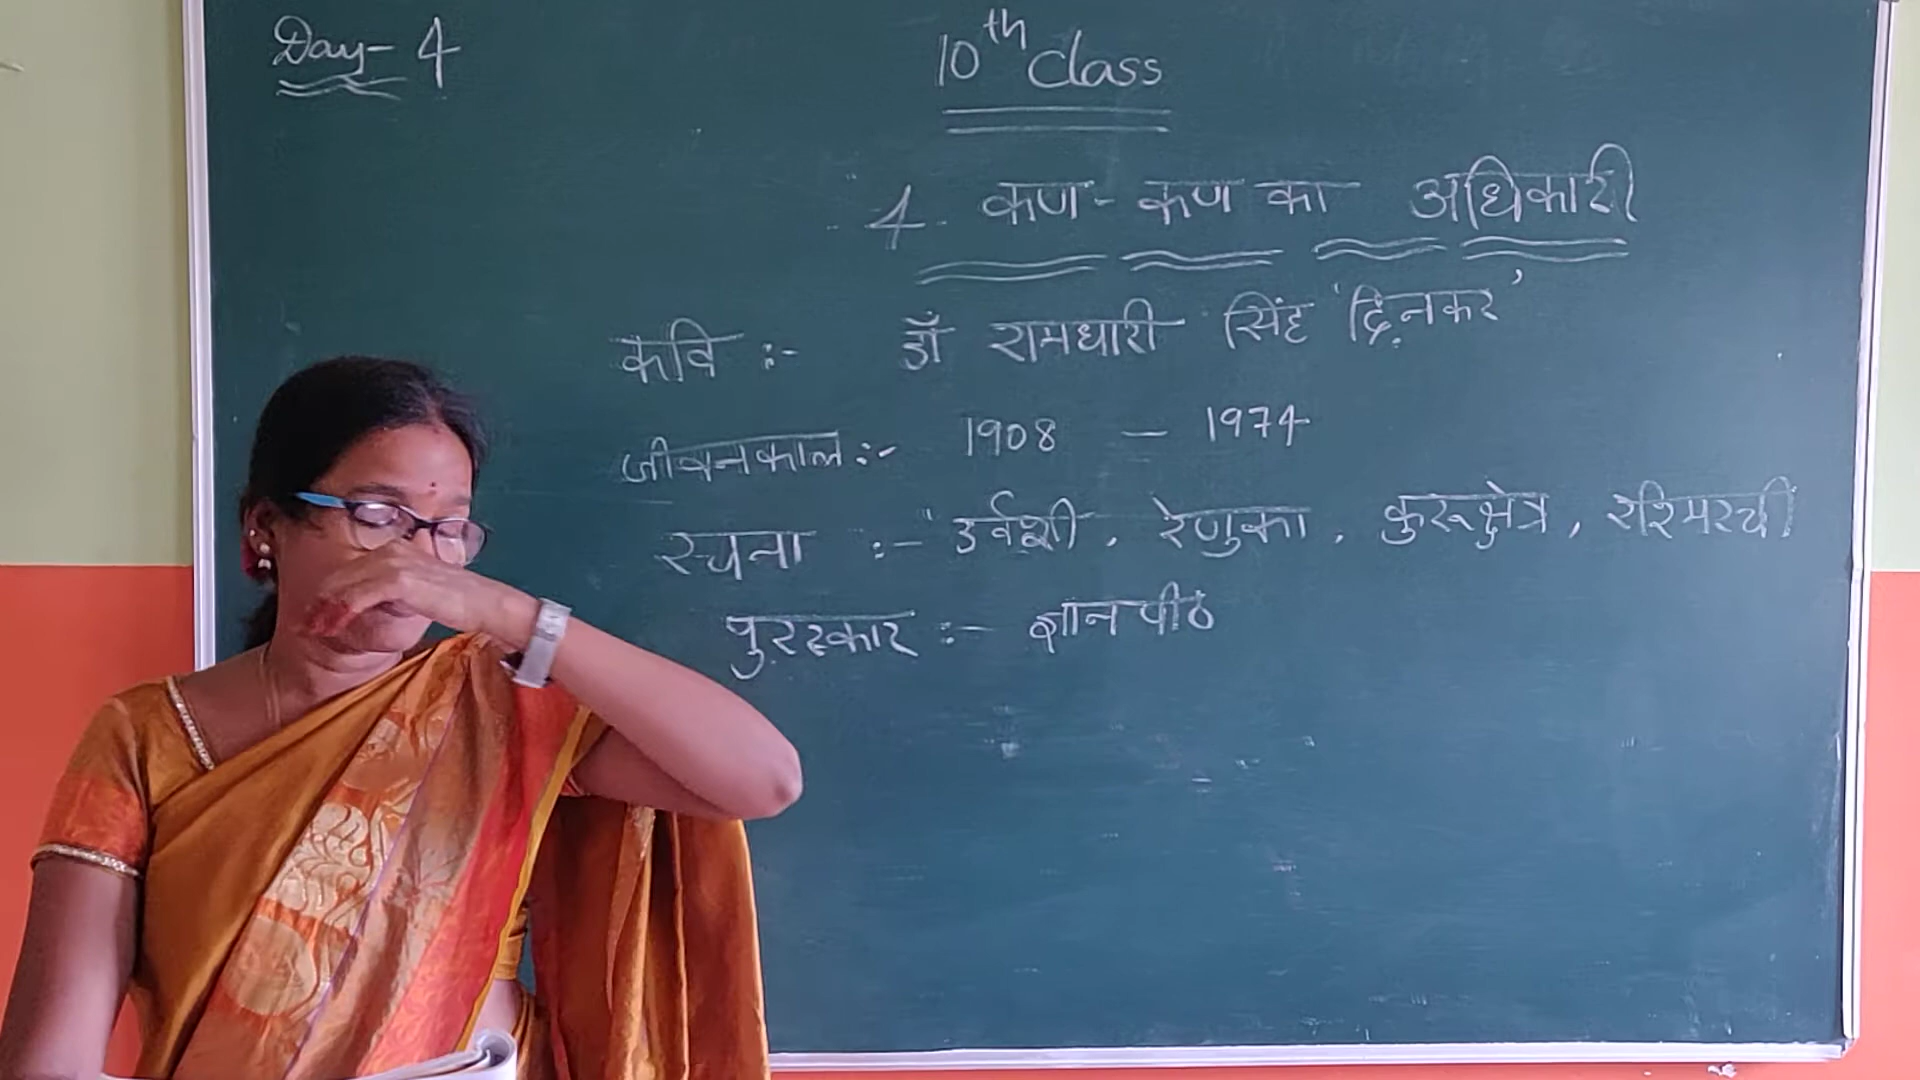 Day- 4
10th class
4. कण-कण का अधिकारी
कवि :- डॉ रामधारी सिंह 'दिनकर'
जीवनकाल :- 1908 - 1974
रचना :- उर्वशी, रेणुका, कुरूक्षेत्र, रश्मिरथी
पुरस्कार :- ज्ञानपीठ